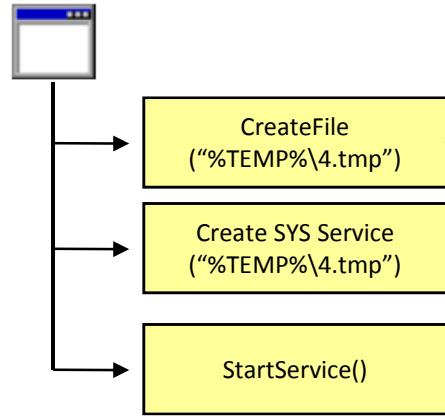 CreateFile
(“%TEMP%\4.tmp”)
Create SYS Service
(“%TEMP%\4.tmp”)
StartService()